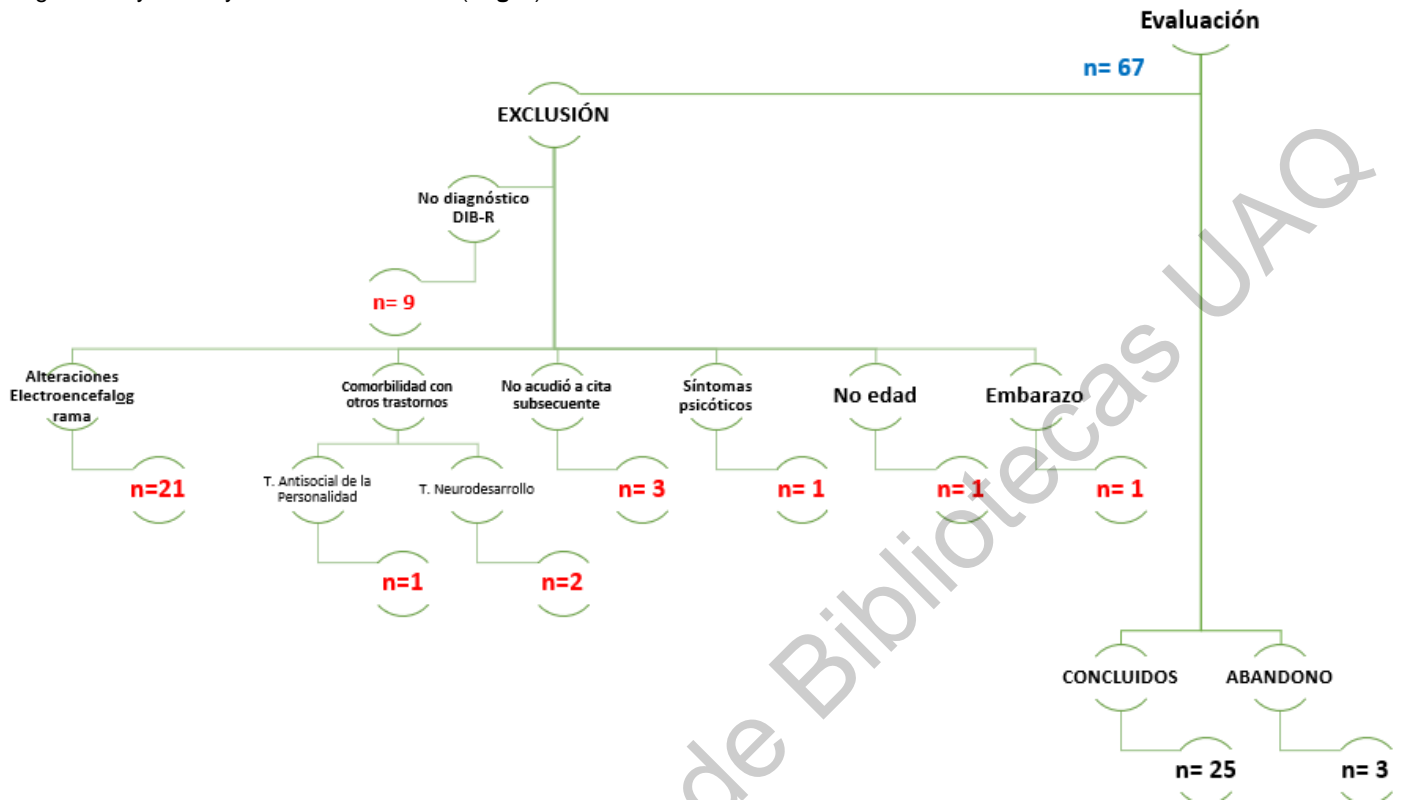 Evaluación
n= 67
EXCLUSIÓN
No diagnóstico
DIB-R
n= 9
Alteraciones
Electroencefalog
rama
n=21
Comorbilidad con
otros trastornos
T. Antisocial de la
Personalidad
n=1
T. Neurodesarrollo
n=2
No acudió a cita
subsecuente
n= 3
Síntomas
psicóticos
n= 1
No edad
n= 1
Embarazo
n= 1
CONCLUIDOS
n= 25
ABANDONO
n= 3
de Bibliotecas UAQ